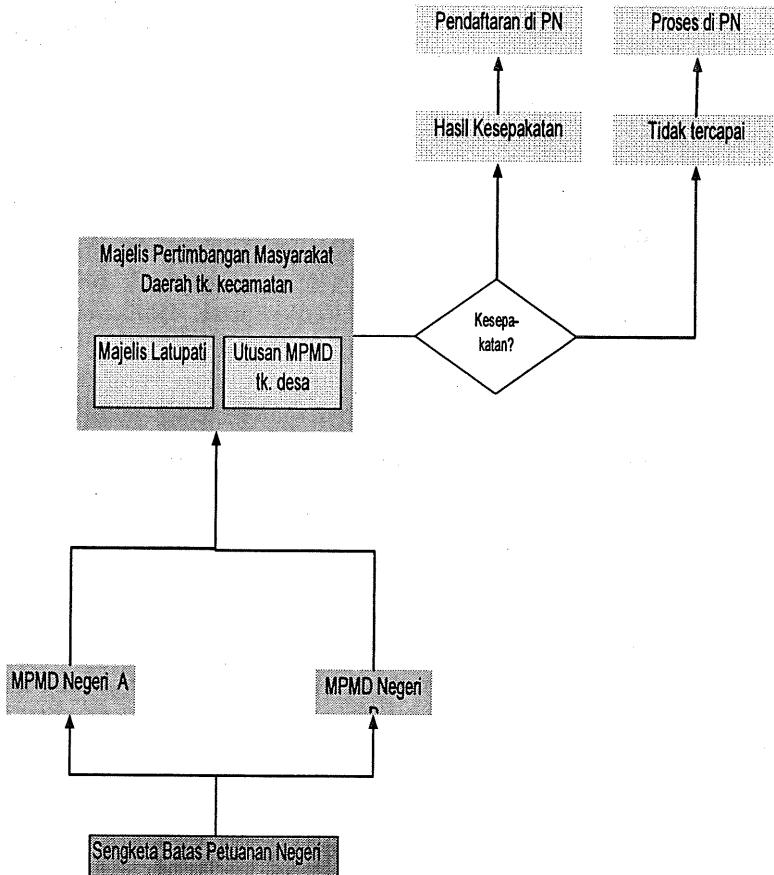 Pendaftaran di PN
Proses di PN
Hasil Kesepakatan
Tidak tercapai
Majelis Pertimbangan Masyarakat
Daerah tk. kecamatan
Majelis Latupati
Utusan MPMD
tk. desa
Kesepa-
katan?
MPMD Negeri A
MPMD Negeri
Sengketa Batas Petuanan Negeri